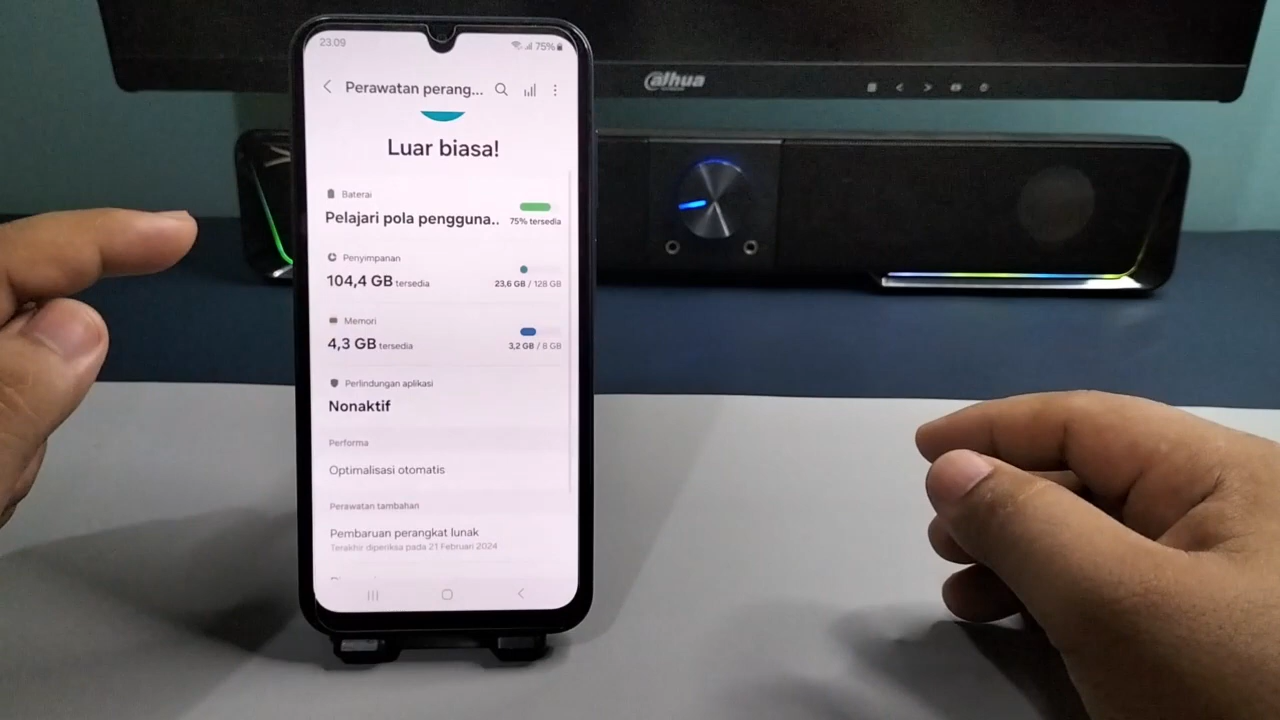 23.09
75%
Perawatan perang...
Luar biasa!
Baterai
Pelajari pola pengguna..
75% tersedia
Penyimpanan
104,4 GB tersedia
23,6 GB / 128 GB
Memori
4,3 GB tersedia
3,2 GB / 8 GB
Perlindungan aplikasi
Nonaktif
Performa
Optimalisasi otomatis
Perawatan tambahan
Pembaruan perangkat lunak
Terakhir diperiksa pada 21 Februari 2024
alhua